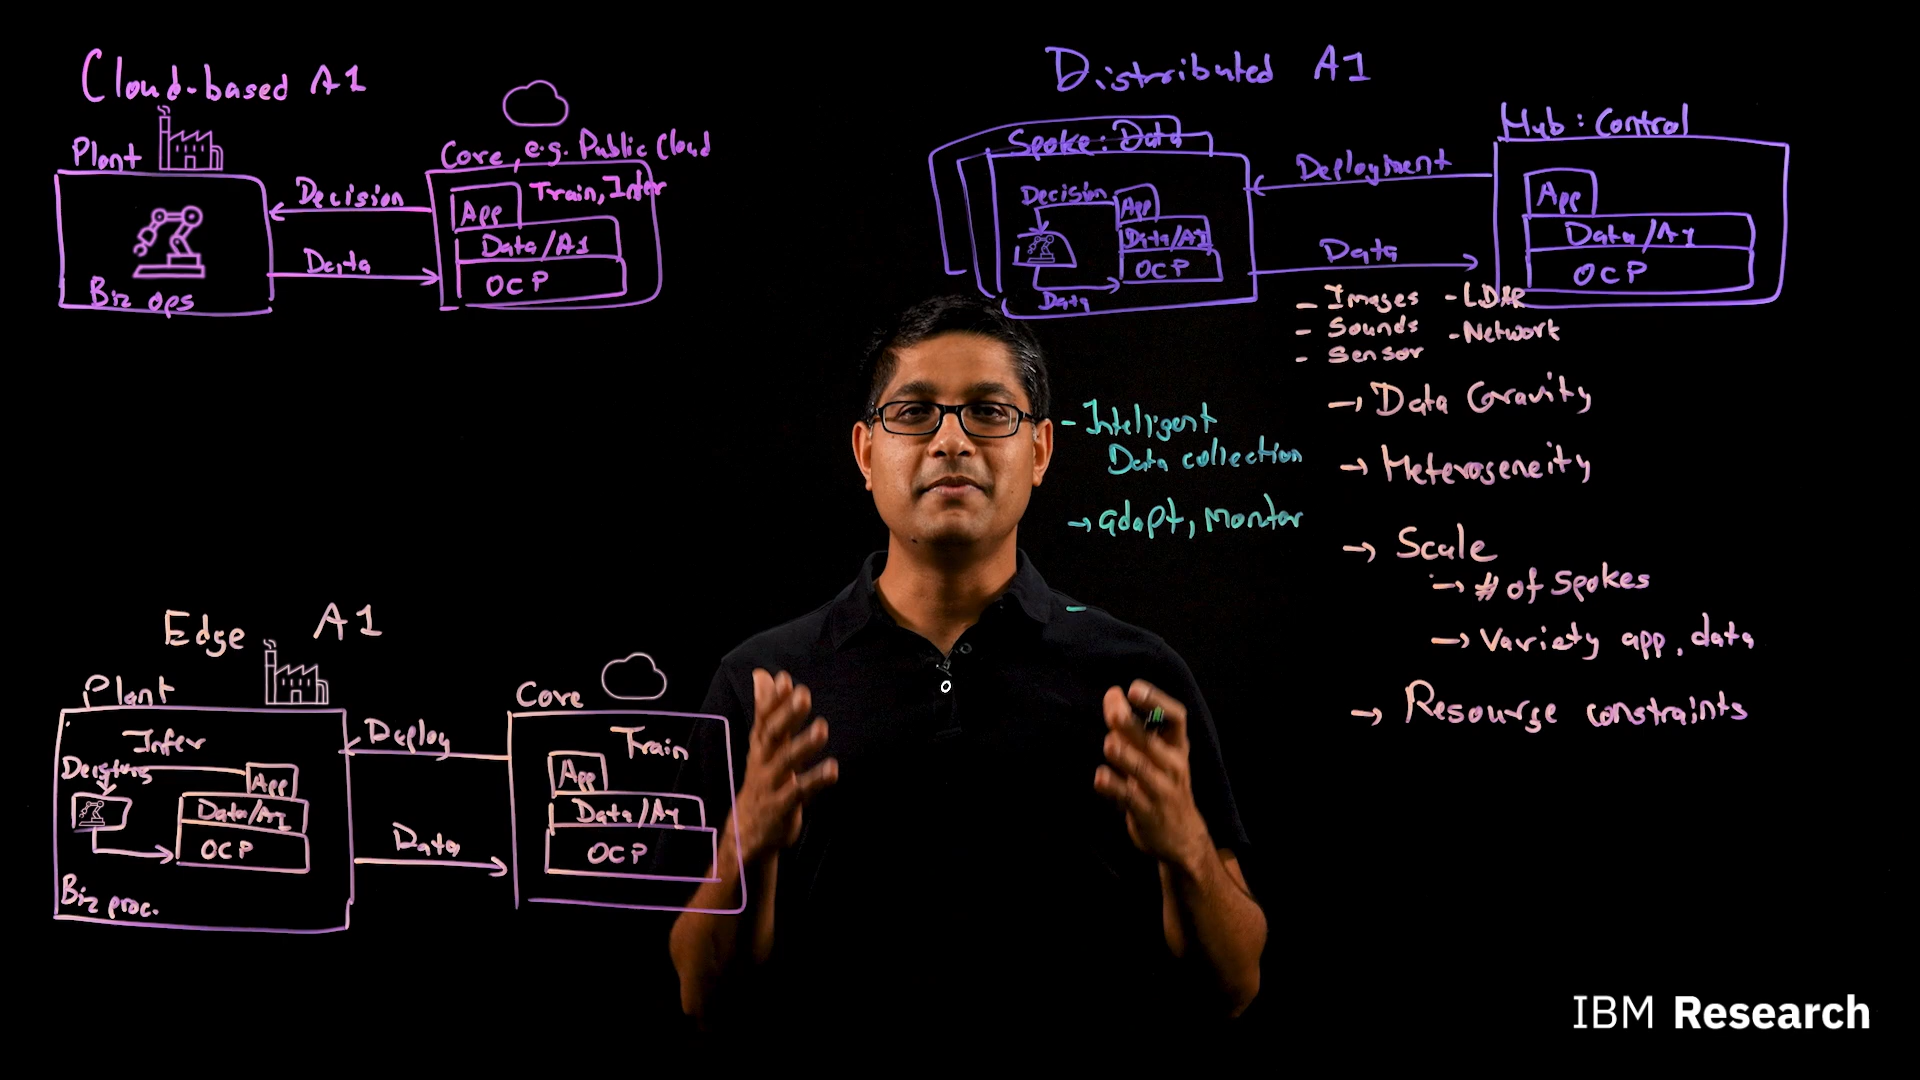 Cloud-based AI
Plant
Core, e.g. Public Cloud
Decision
App
Train, Infer
Data/AI
Data
OCP
Biz ops
Edge AI
Plant
Core
Infer
Deploy
Train
Decisions
App
App
Data/AI
Data/AI
Data
OCP
OCP
Biz proc.
Distributed AI
Spoke: Data
Hub: Control
Deployment
Decision
App
App
Data/AI
Data/AI
Data
OCP
OCP
Data
- Images
- Sounds
- Sensor
- LDAR
- Network
→ Data Gravity
→ Heterogeneity
→ Scale
→ # of Spokes
→ Variety app, data
→ Resource constraints
- Intelligent
Data collection
→ adapt, monitor
IBM Research